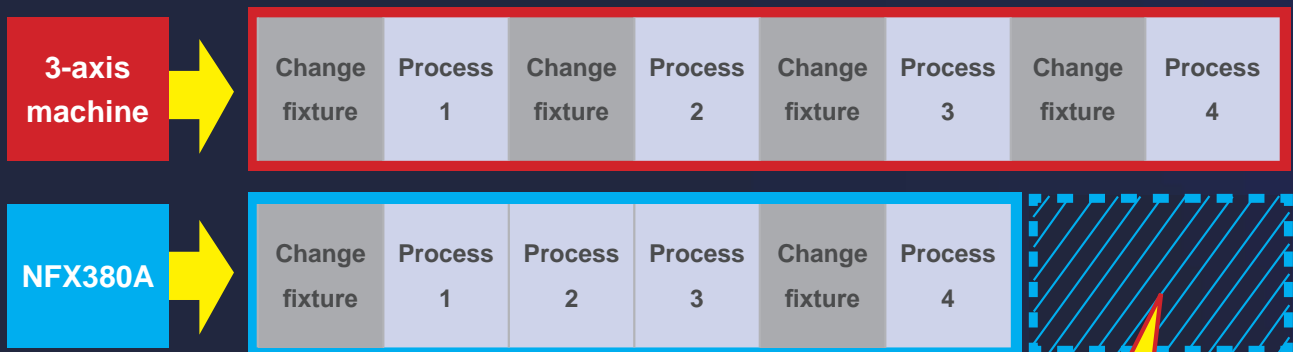 3-axis
machine
Change fixture
Process 1
Change fixture
Process 2
Change fixture
Process 3
Change fixture
Process 4
NFX380A
Change fixture
Process 1
Process 2
Process 3
Change fixture
Process 4